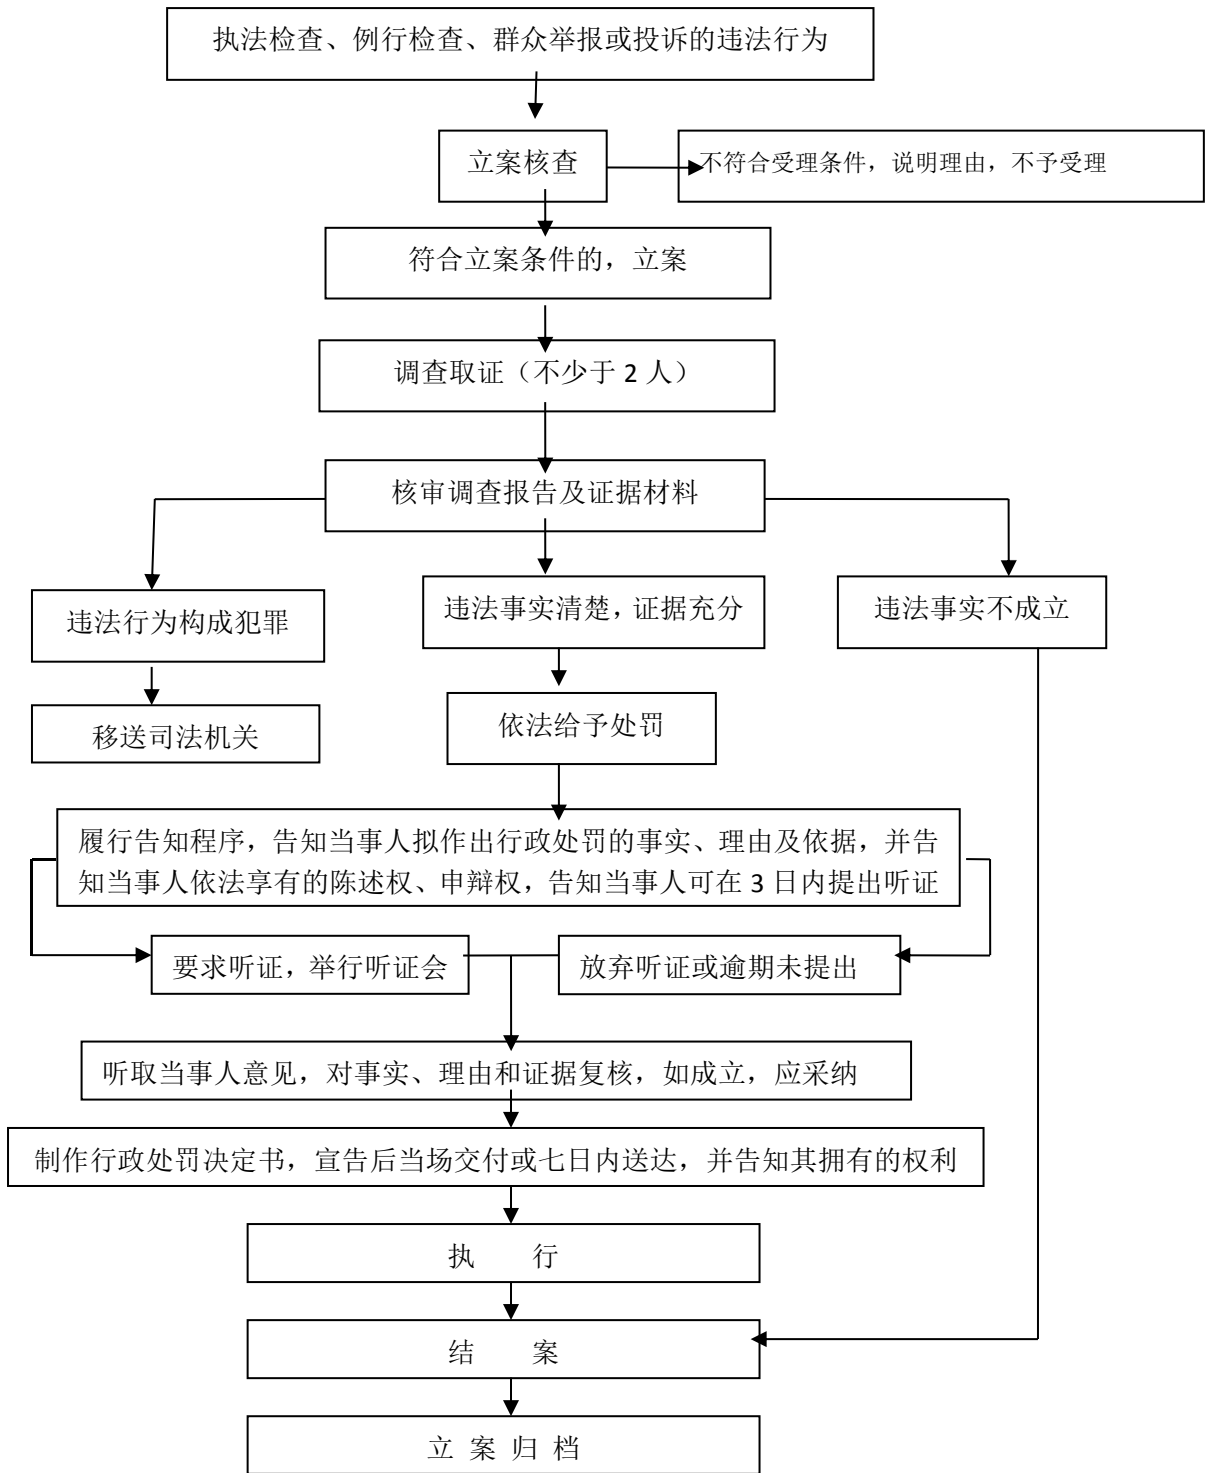 执法检查、例行检查、群众举报或投诉的违法行为
立案核查
不符合受理条件，说明理由，不予受理
符合立案条件的，立案
调查取证（不少于 2 人）
核审调查报告及证据材料
违法行为构成犯罪
违法事实清楚，证据充分
违法事实不成立
移送司法机关
依法给予处罚
履行告知程序，告知当事人拟作出行政处罚的事实、理由及依据，并告
知当事人依法享有的陈述权、申辩权，告知当事人可在 3 日内提出听证
要求听证，举行听证会
放弃听证或逾期未提出
听取当事人意见，对事实、理由和证据复核，如成立，应采纳
制作行政处罚决定书，宣告后当场交付或七日内送达，并告知其拥有的权利
执 行
结 案
立 案 归 档